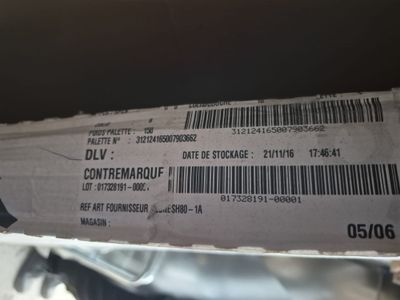 POIDS PALETTE : 150
PALETTE N° : 312124165007903662
312124165007903662
DLV :
DATE DE STOCKAGE : 21/11/16 17:46:41
CONTREMARQUE
LOT : 017328191-0000
017328191-00001
REF ART FOURNISSEUR
MAGASIN :
05/06